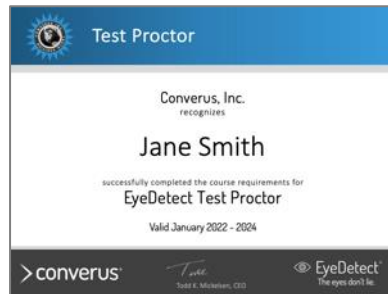 Test Proctor
Converus, Inc.
recognizes
Jane Smith
successfully completed the course requirements for
EyeDetect Test Proctor
Valid January 2022 - 2024
converus
Todd K. Mickelsen, CEO
EyeDetect
The eyes don't lie.